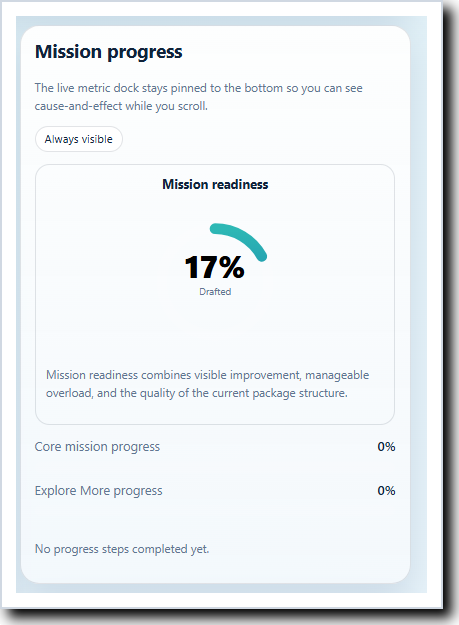 Mission progress
The live metric dock stays pinned to the bottom so you can see
cause-and-effect while you scroll.
Always visible
Mission readiness
17%
Drafted
Mission readiness combines visible improvement, manageable
overload, and the quality of the current package structure.
Core mission progress 0%
Explore More progress 0%
No progress steps completed yet.